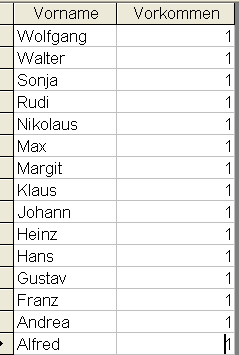 Vorname Vorkommen
Wolfgang 1
Walter 1
Sonja 1
Rudi 1
Nikolaus 1
Max 1
Margit 1
Klaus 1
Johann 1
Heinz 1
Hans 1
Gustav 1
Franz 1
Andrea 1
Alfred 1